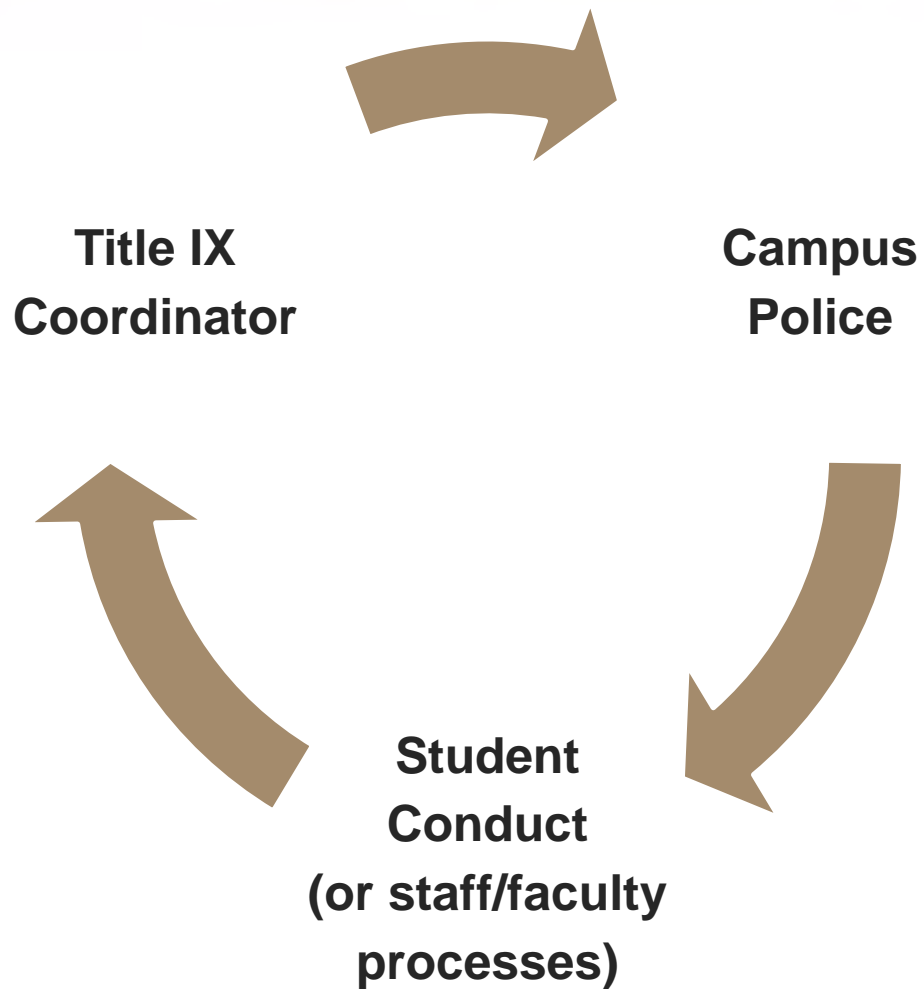 Title IX
Coordinator
Campus
Police
Student
Conduct
(or staff/faculty
processes)